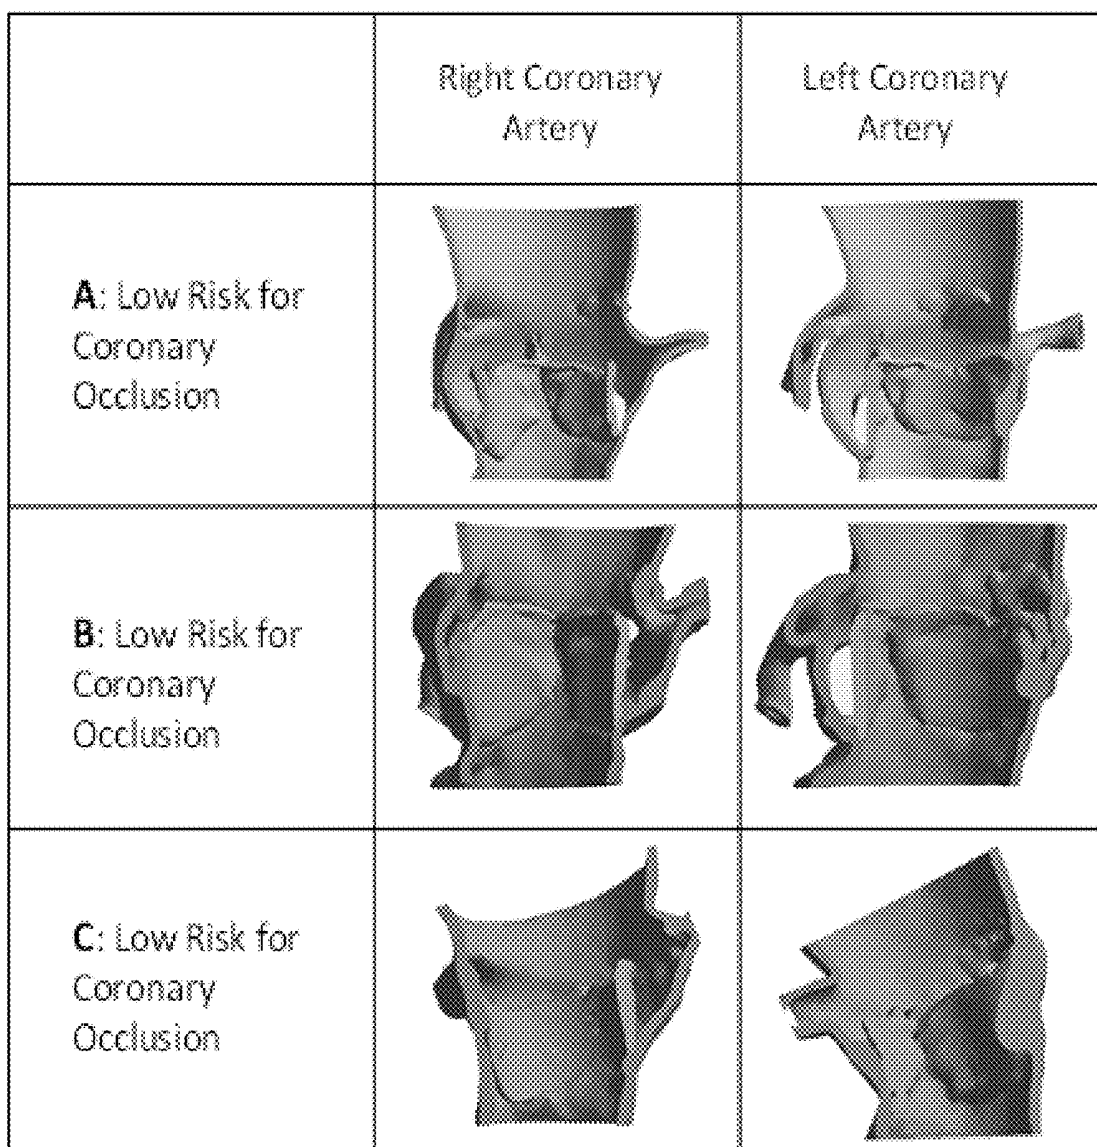 Right Coronary
Artery
Left Coronary
Artery
A: Low Risk for
Coronary
Occlusion
B: Low Risk for
Coronary
Occlusion
C: Low Risk for
Coronary
Occlusion